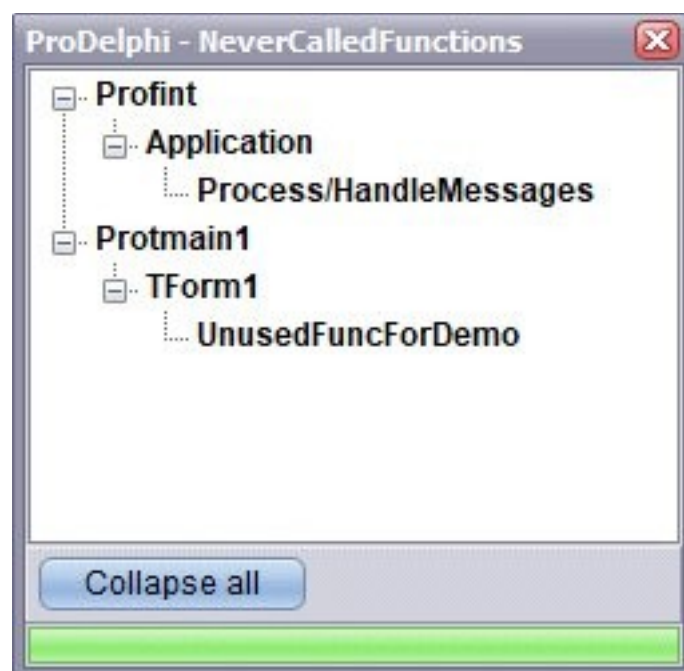 ProDelphi - NeverCalledFunctions
Profint
Application
Process/HandleMessages
Protmain1
TForm1
UnusedFuncForDemo
Collapse all